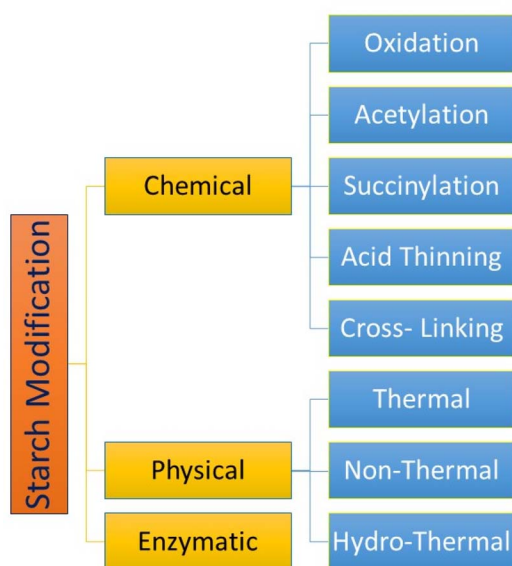 Starch Modification
Chemical
Oxidation
Acetylation
Succinylation
Acid Thinning
Cross- Linking
Physical
Thermal
Non-Thermal
Hydro-Thermal
Enzymatic